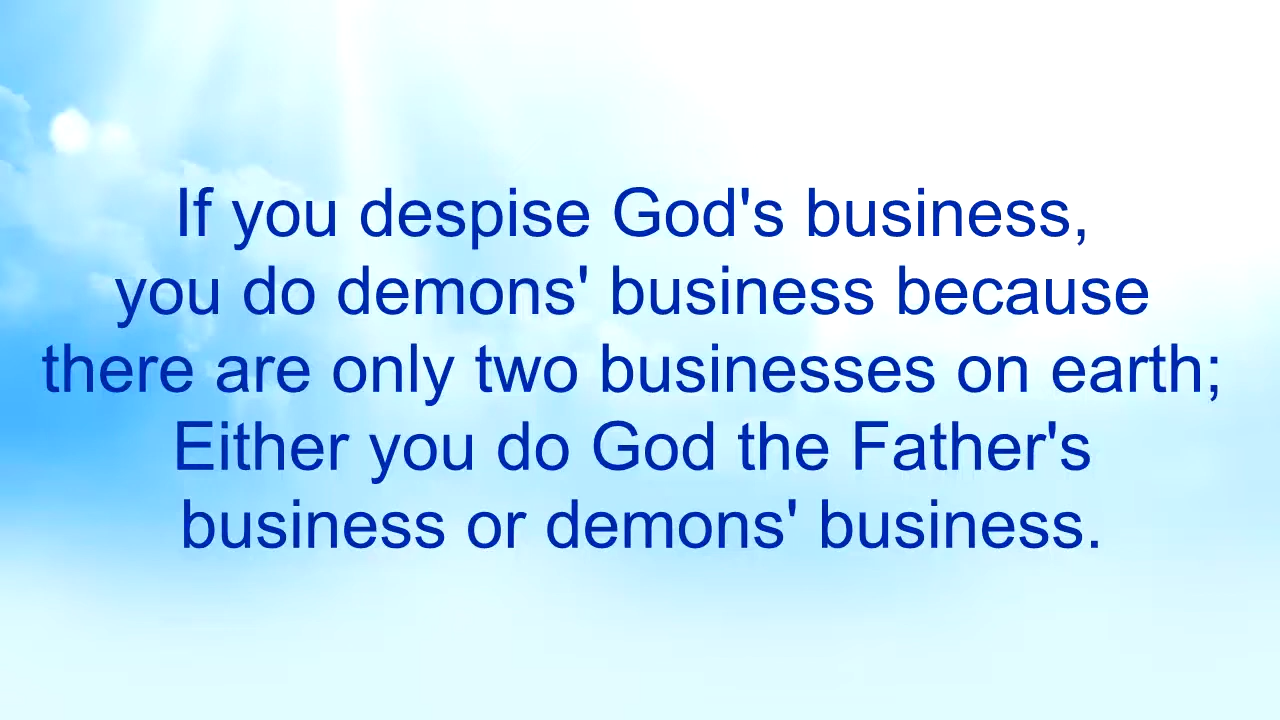 If you despise God's business,
you do demons' business because
there are only two businesses on earth;
Either you do God the Father's
business or demons' business.